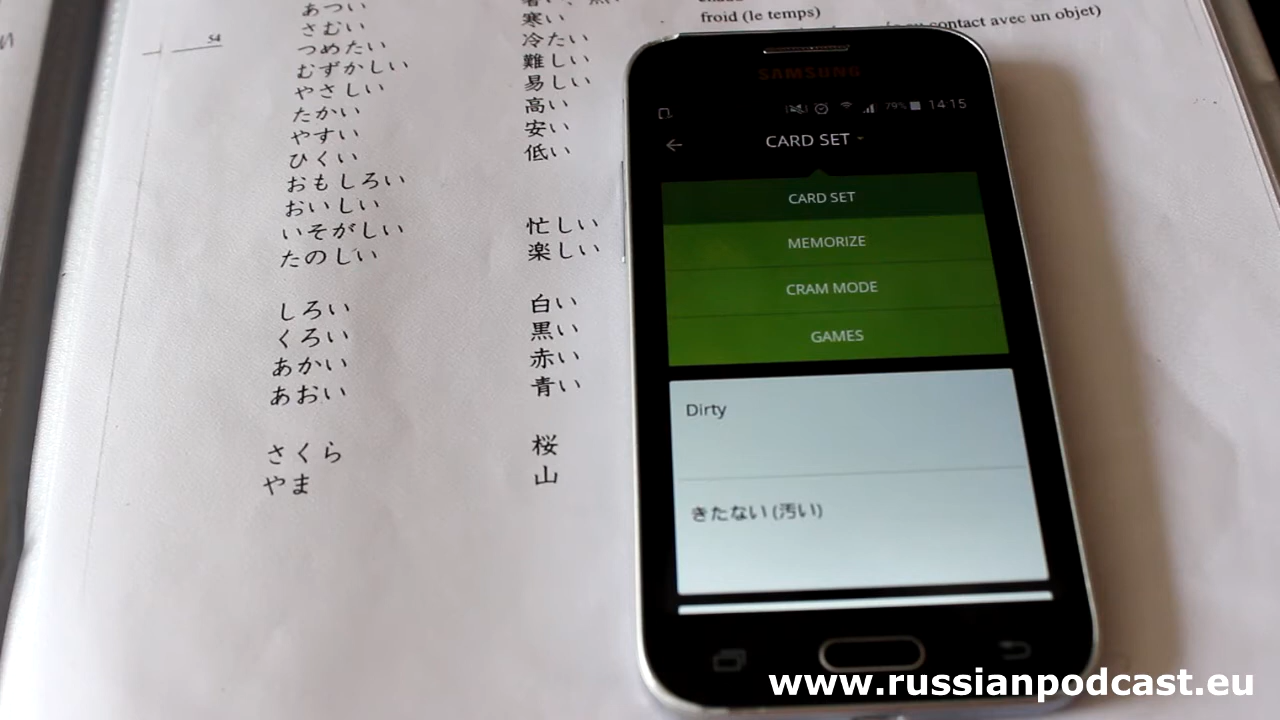 あつい
さむい 寒い froid (le temps)
54 つめたい 冷たい contact avec un objet)
むずかしい 難しい
やさしい 易しい
たかい 高い
やすい 安い
ひくい 低い
おもしろい
おいしい
いそがしい 忙しい
たのしい 楽しい
しろい 白い
くろい 黒い
あかい 赤い
あおい 青い
さくら 桜
やま 山
SAMSUNG
79% 14:15
CARD SET
CARD SET
MEMORIZE
CRAM MODE
GAMES
Dirty
きたない (汚い)
www.russianpodcast.eu